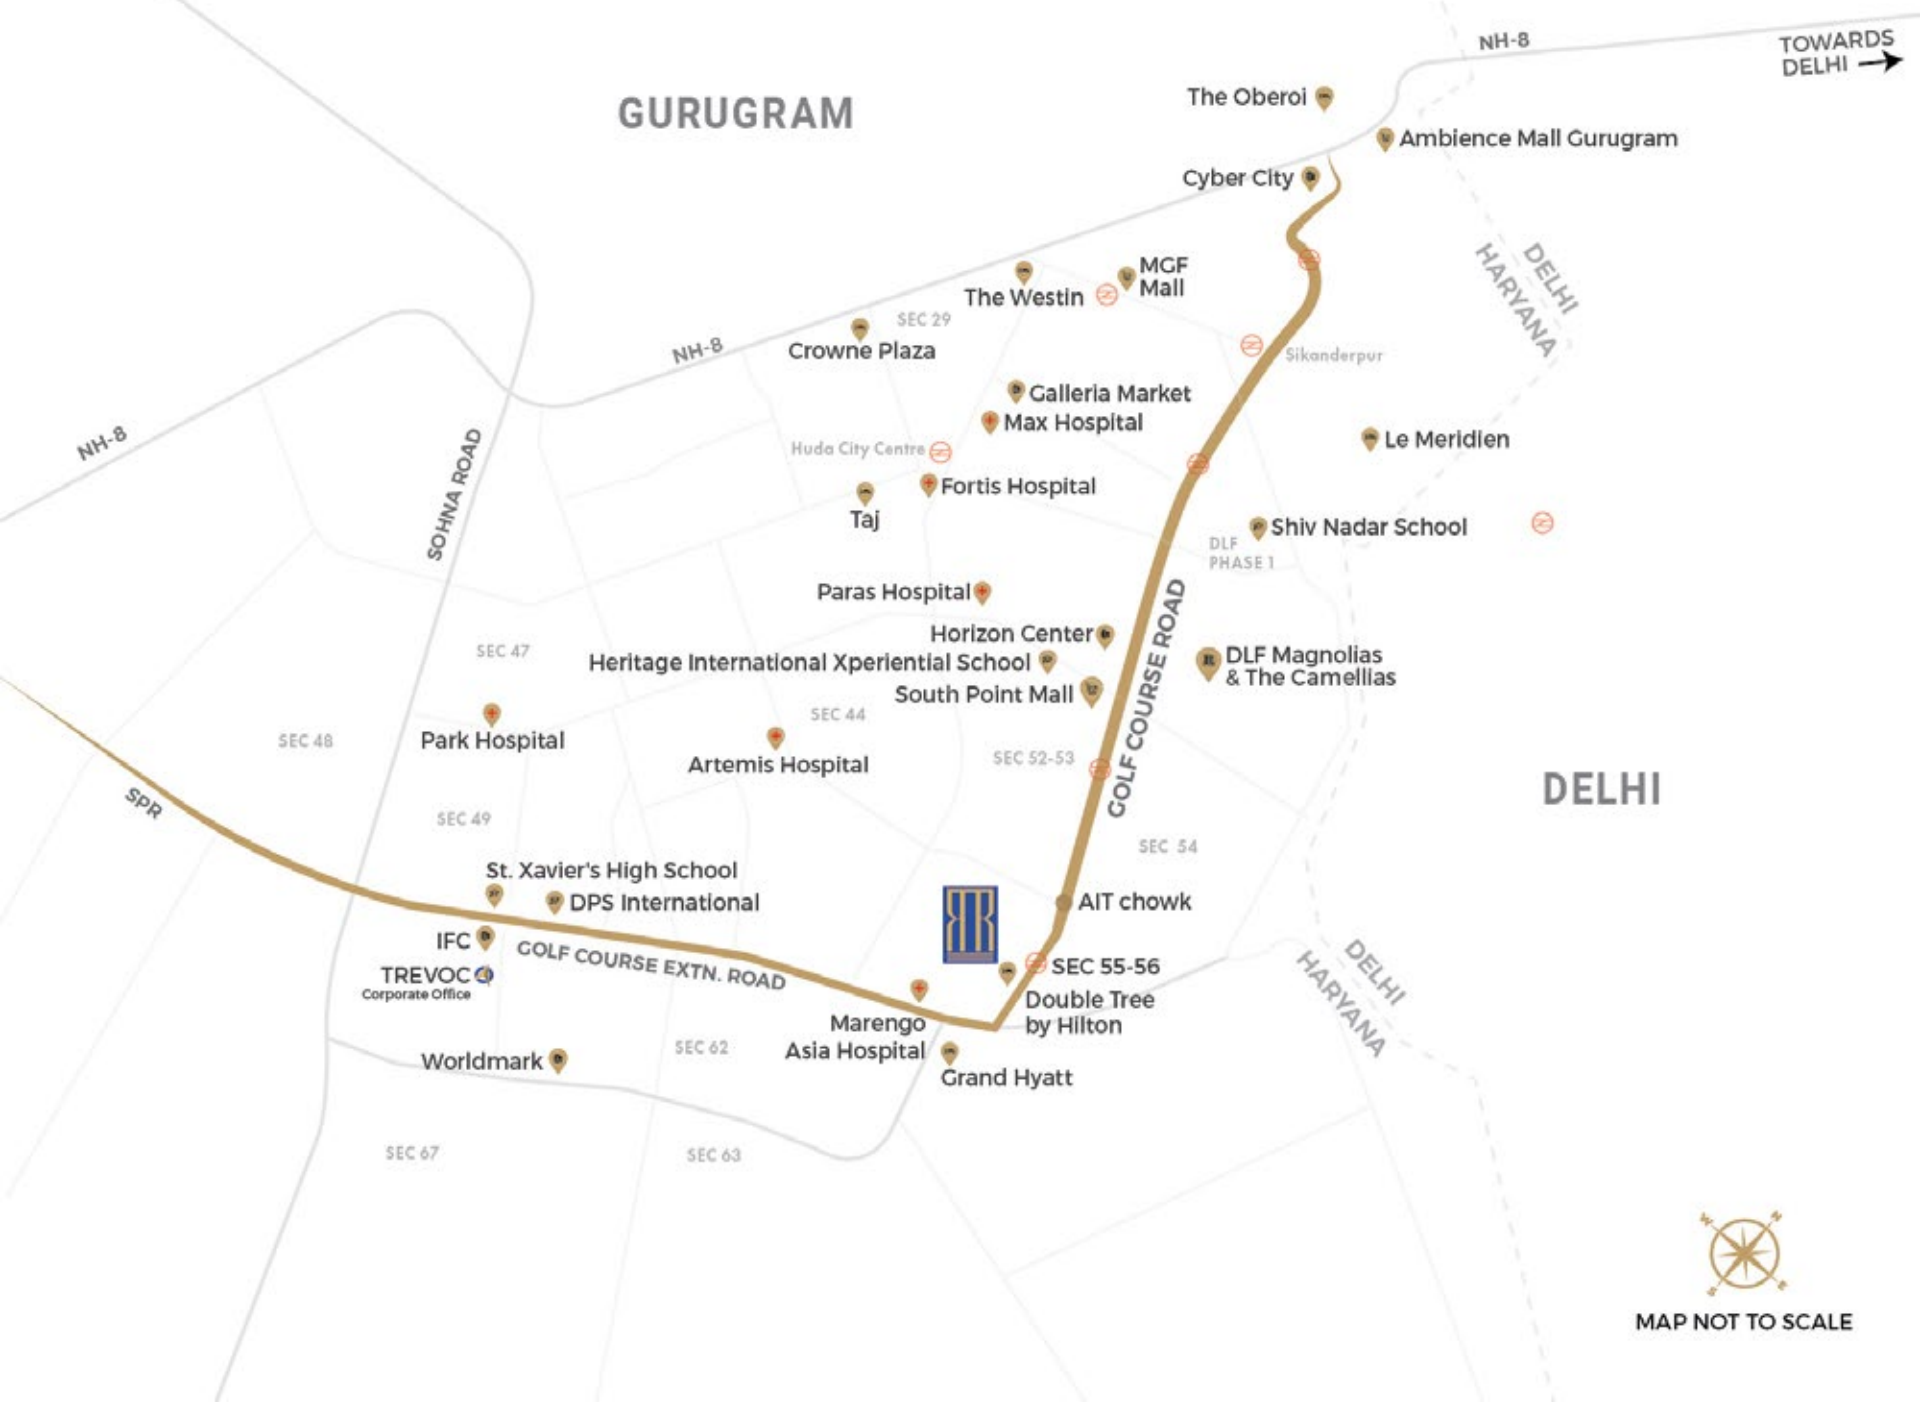 NH-8
TOWARDS
DELHI
The Oberoi
GURUGRAM
Ambience Mall Gurugram
Cyber City
DELHI
HARYANA
MGF
Mall
The Westin
SEC 29
NH-8
Crowne Plaza
Sikanderpur
Galleria Market
Max Hospital
NH-8
SOHNA ROAD
Huda City Centre
Le Meridien
Fortis Hospital
Taj
Shiv Nadar School
DLF
PHASE 1
Paras Hospital
GOLF COURSE ROAD
Horizon Center
SEC 47
Heritage International Xperiential School
DLF Magnolias
& The Camellias
South Point Mall
SEC 44
SEC 48
Park Hospital
Artemis Hospital
SEC 52-53
DELHI
SPR
SEC 49
SEC 54
St. Xavier's High School
DPS International
AIT chowk
IFC
GOLF COURSE EXTN. ROAD
TREVOC
Corporate Office
SEC 55-56
DELHI
HARYANA
Double Tree
by Hilton
Marengo
Asia Hospital
SEC 62
Worldmark
Grand Hyatt
SEC 67
SEC 63
W
N
S
E
MAP NOT TO SCALE